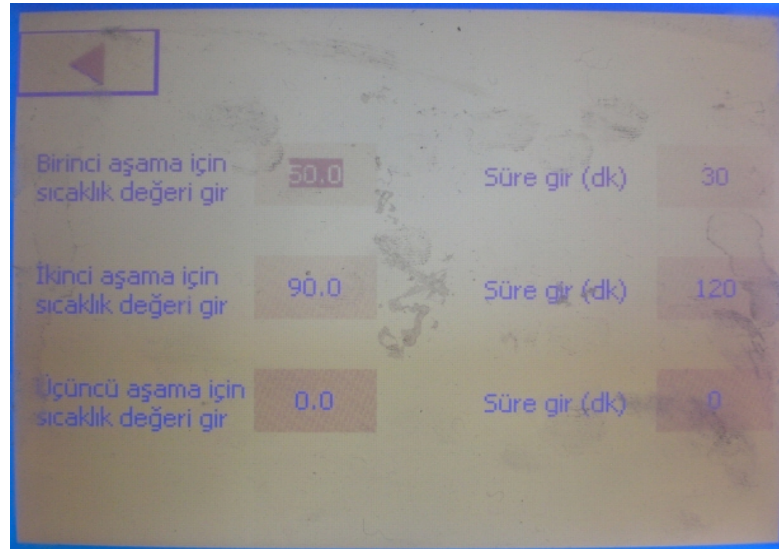 Birinci aşama için
sıcaklık değeri gir
50.0
Süre gir (dk)
30
İkinci aşama için
sıcaklık değeri gir
90.0
Süre gir (dk)
120
Üçüncü aşama için
sıcaklık değeri gir
0.0
Süre gir (dk)
0